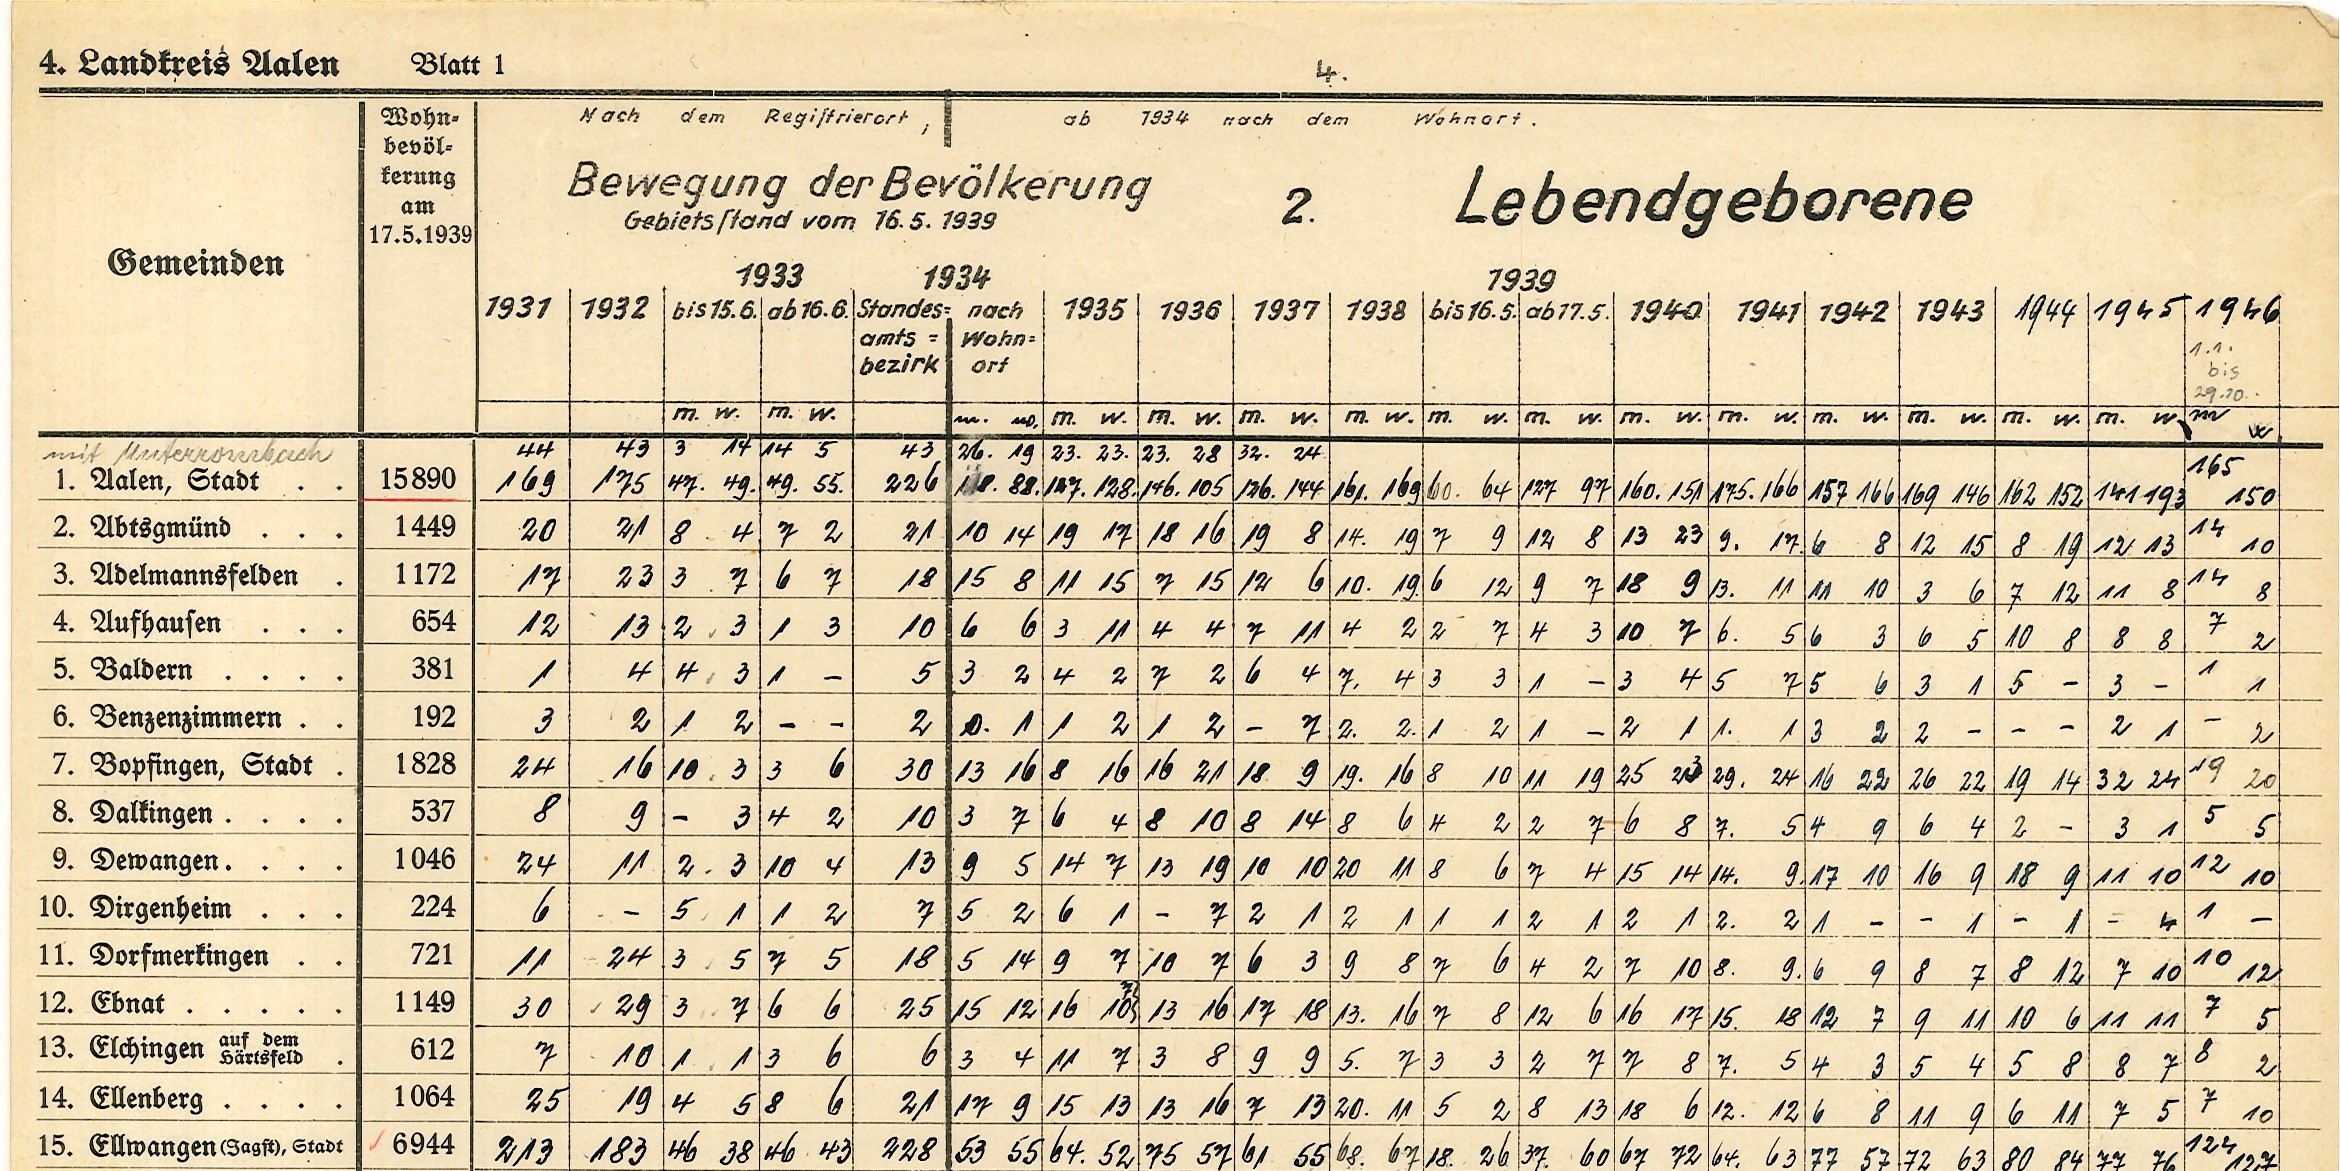 4. Landkreis Aalen Blatt 1 4.
Nach dem Registrierort, ab 1934 nach dem Wohnort.
Gemeinden
Wohn-
bevöl-
kerung
am
17.5.1939
Bewegung der Bevölkerung 2. Lebendgeborene
Gebietsstand vom 16.5.1939
1933 1934 1939
1931 1932 bis 15.6. ab 16.6. Standes= nach 1935 1936 1937 1938 bis 16.5. ab 17.5. 1940 1941 1942 1943 1944 1945 1946
amts = Wohn= 1.1.
bezirk ort bis
29.10.
m. w. m. w. m. w. m. w. m. w. m. w. m. w. m. w. m. w. m. w. m. w. m. w. m. w. m. w. m. w. m w.
mit Unterrombach 44 43 3 14 14 5 43 26. 19 23. 23. 23. 28 32. 24
1. Aalen, Stadt . . 15890 169 175 47. 49. 49. 55. 226 88. 127. 128. 146. 105 126. 144 161. 169 60. 64 127 97 160. 151 175. 166 157 166 169 146 162 152 141 193 165 150
2. Abtsgmünd . . . 1449 20 21 8 4 7 2 21 10 14 19 17 18 16 19 8 14. 19 7 9 12 8 13 23 9. 17. 6 8 12 15 8 19 12 13 14 10
3. Adelmannsfelden . 1172 17 23 3 7 6 7 18 15 8 11 15 7 15 12 6 10. 19. 6 12 9 7 18 9 13. 11 11 10 3 6 7 12 11 8 14 8
4. Aufhausen . . . 654 12 13 2 3 1 3 10 6 6 3 11 4 4 7 11 4 2 2 7 4 3 10 7 6. 5 6 3 6 5 10 8 8 8 7 2
5. Baldern . . . . 381 1 4 4 3 1 - 5 3 2 4 2 7 2 6 4 7. 4 3 3 1 - 3 4 5 7 5 6 3 1 5 - 3 - 1 1
6. Benzenzimmern . . 192 3 2 1 2 - - 2 0. 1 1 2 1 2 - 7 2. 2. 1 2 1 - 2 1 1. 1 3 2 2 - - - 2 1 - 2
7. Bopfingen, Stadt . 1828 24 16 10 3 3 6 30 13 16 8 16 16 21 18 9 19. 16 8 10 11 19 25 23 29. 24 16 22 26 22 19 14 32 24 19 20
8. Dalkingen . . . . 537 8 9 - 3 4 2 10 3 7 6 4 8 10 8 14 8 6 4 2 2 7 6 8 7. 5 4 9 6 4 2 - 3 1 5 5
9. Dewangen . . . . 1046 24 11 2 3 10 4 13 9 5 14 7 13 19 10 10 20 11 8 6 7 4 15 14 14. 9. 17 10 16 9 18 9 11 10 12 10
10. Dirgenheim . . . 224 6 - 5 1 1 2 7 5 2 6 1 - 7 2 1 2 1 1 1 2 1 2 1 2. 2 1 - - 1 - 1 - 4 1 -
11. Dorfmerkingen . . 721 11 24 3 5 7 5 18 5 14 9 7 10 7 6 3 9 8 7 6 4 2 7 10 8. 9. 6 9 8 7 8 12 7 10 10 12
12. Ebnat . . . . . 1149 30 29 3 7 6 6 25 15 12 16 10 13 16 17 18 13. 16 7 8 12 6 16 17 15. 18 12 7 9 11 10 6 11 11 7 5
13. Elchingen auf dem Härtsfeld . 612 7 10 1 1 3 6 6 3 4 11 7 3 8 9 9 5. 7 3 3 2 7 7 8 7. 5 4 3 5 4 5 8 8 7 8 2
14. Ellenberg . . . . 1064 25 19 4 5 8 6 21 17 9 15 13 13 16 7 13 20. 11 5 2 8 13 18 6 12. 12 6 8 11 9 6 11 7 5 7 10
15. Ellwangen (Jagst), Stadt 6944 213 183 46 38 46 43 228 53 55 64. 52 75 57 61 55 68. 67 18. 26 37. 60 67 72 64. 63 77 57 72 63 80 84 77 76 124 127